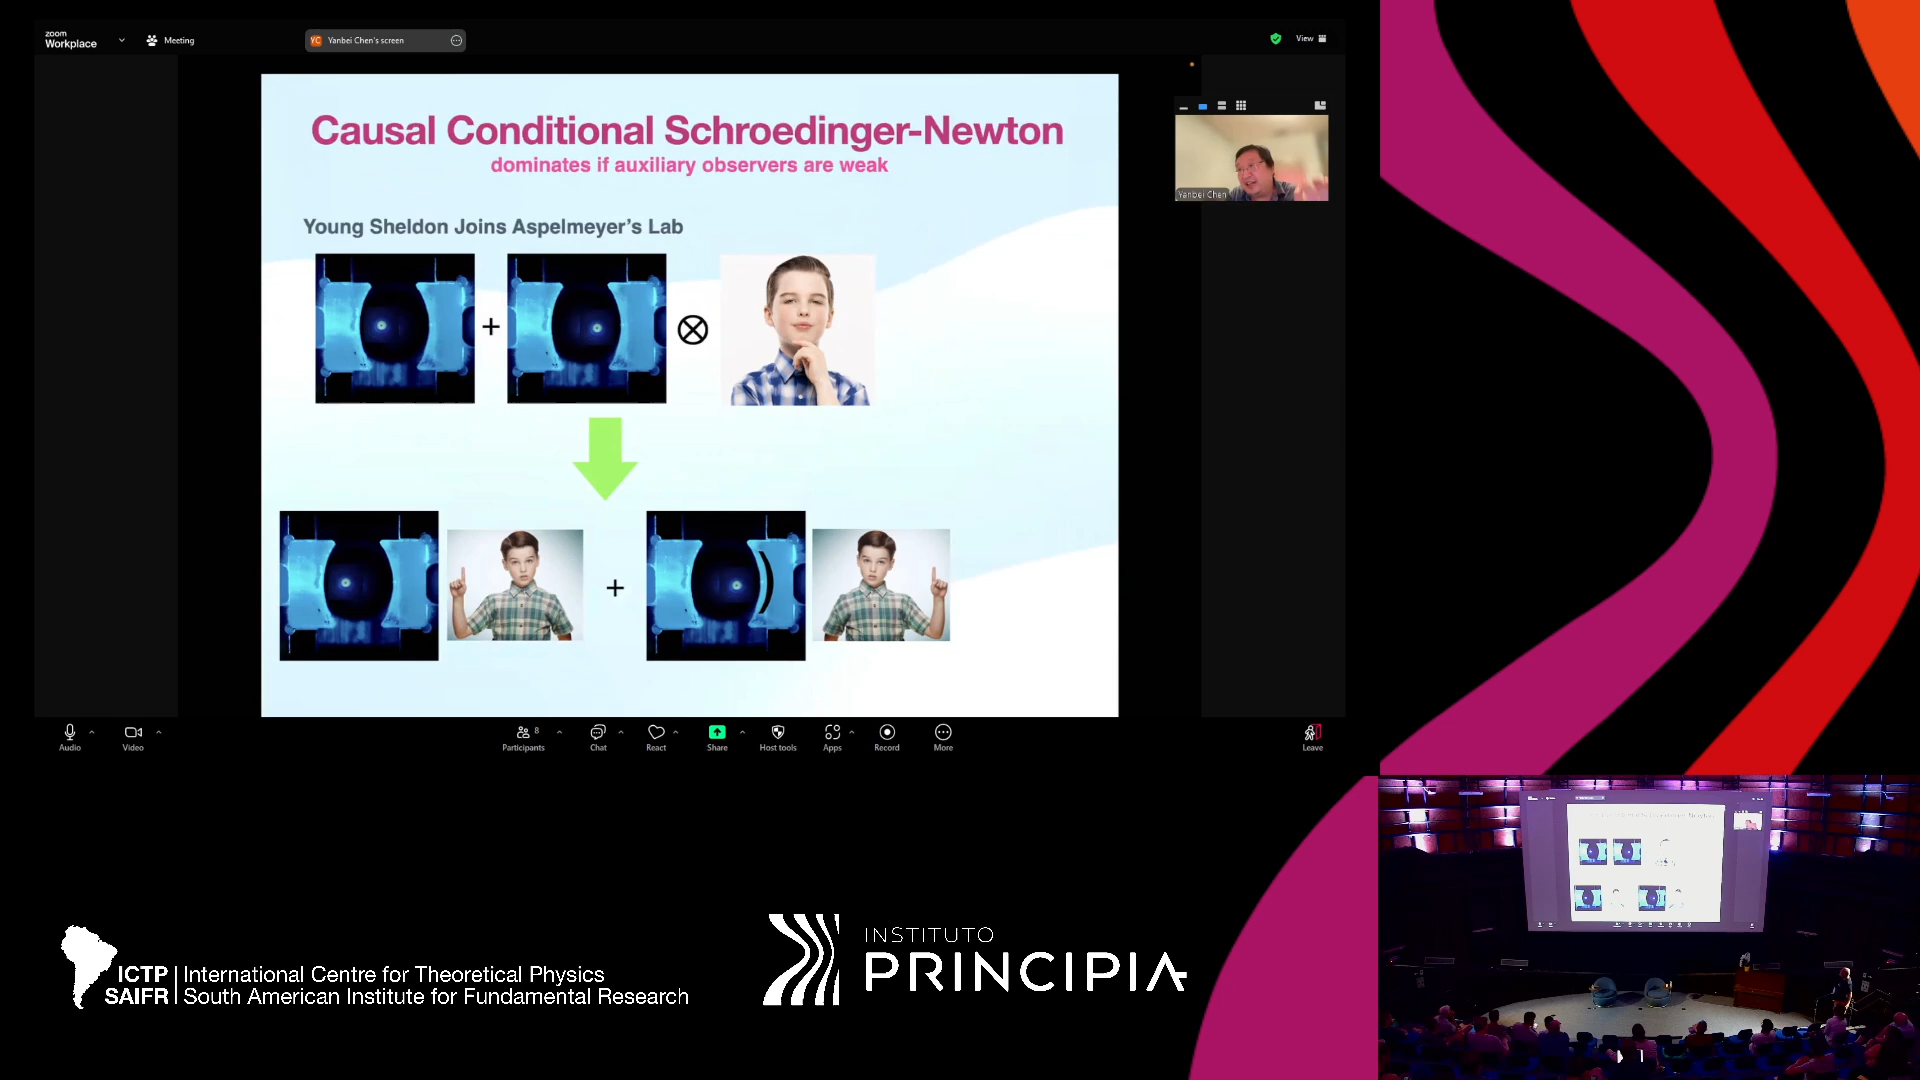 zoom
Workplace
Meeting
YC Yanbei Chen's screen
View
Causal Conditional Schroedinger-Newton
dominates if auxiliary observers are weak
Young Sheldon Joins Aspelmeyer's Lab
+
+
Yanbei Chen
Audio
Video
Participants 8
Chat
React
Share
Host tools
Apps
Record
More
Leave
ICTP International Centre for Theoretical Physics
SAIFR South American Institute for Fundamental Research
INSTITUTO
PRINCIPIA